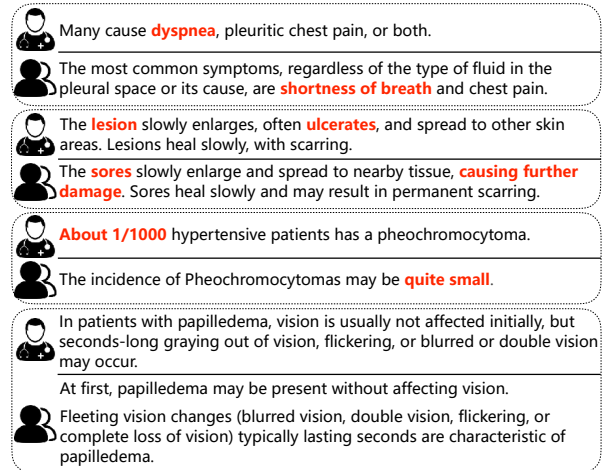 Many cause dyspnea, pleuritic chest pain, or both.
The most common symptoms, regardless of the type of fluid in the
pleural space or its cause, are shortness of breath and chest pain.
The lesion slowly enlarges, often ulcerates, and spread to other skin
areas. Lesions heal slowly, with scarring.
The sores slowly enlarge and spread to nearby tissue, causing further
damage. Sores heal slowly and may result in permanent scarring.
About 1/1000 hypertensive patients has a pheochromocytoma.
The incidence of Pheochromocytomas may be quite small.
In patients with papilledema, vision is usually not affected initially, but
seconds-long graying out of vision, flickering, or blurred or double vision
may occur.
At first, papilledema may be present without affecting vision.
Fleeting vision changes (blurred vision, double vision, flickering, or
complete loss of vision) typically lasting seconds are characteristic of
papilledema.